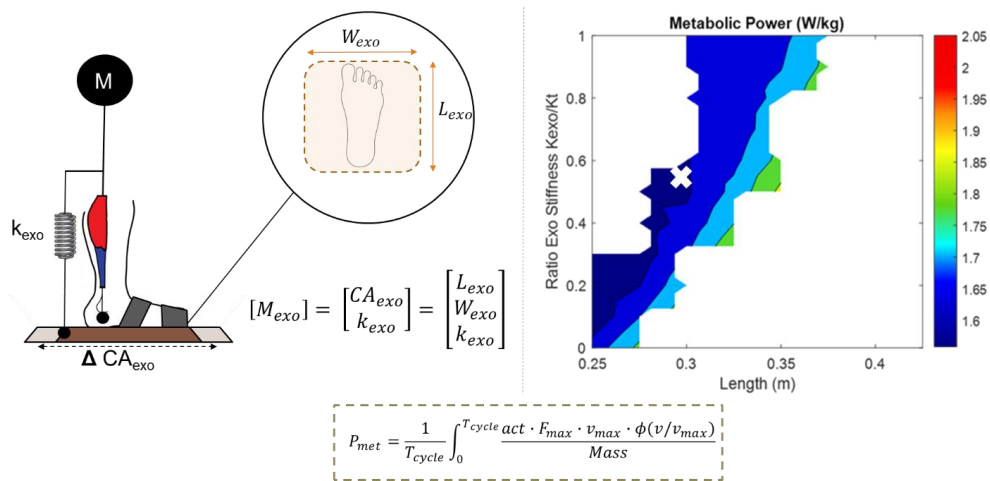 M
k_exo
Δ CA_exo
W_exo
L_exo
[M_exo] = [CA_exo k_exo] = [L_exo W_exo k_exo]
Metabolic Power (W/kg)
Ratio Exo Stiffness Kexo/Kt
1
0.8
0.6
0.4
0.2
0
0.25
0.3
0.35
0.4
Length (m)
2.05
2
1.95
1.9
1.85
1.8
1.75
1.7
1.65
1.6
P_met = 1/T_cycle ∫_0^T_cycle act · F_max · v_max · ϕ(v/v_max)/Mass